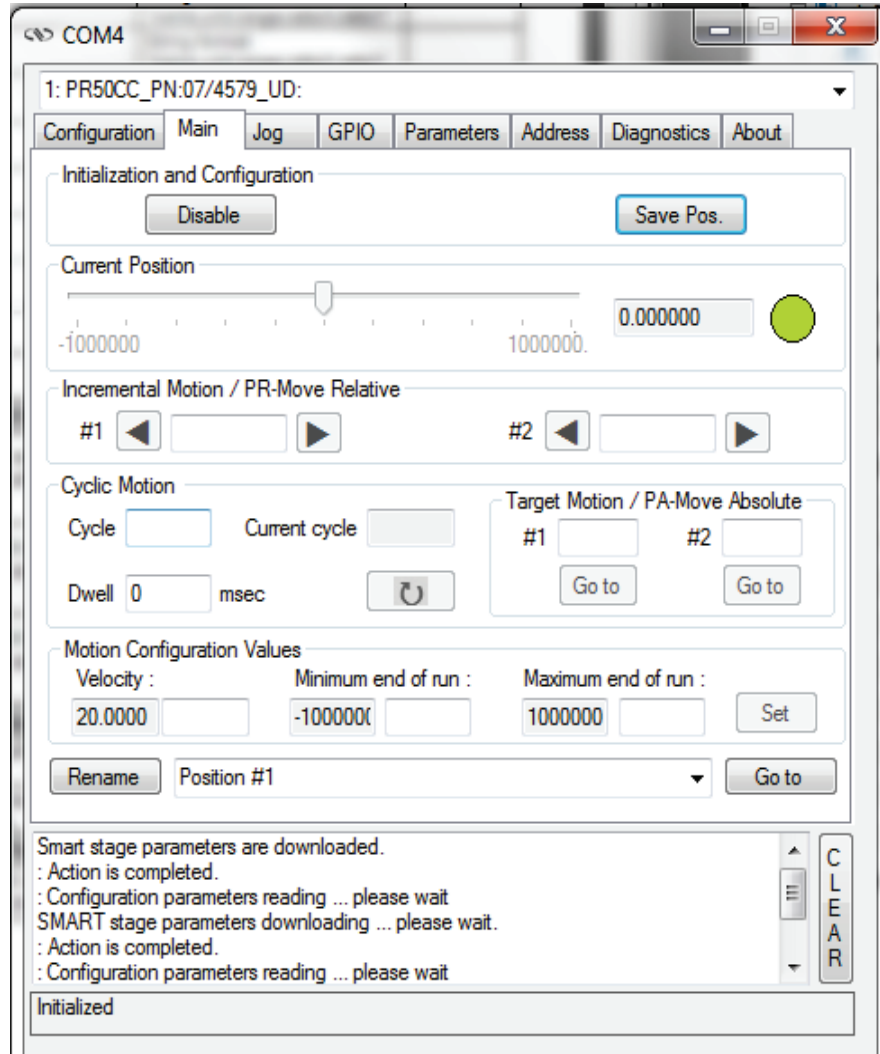 COM4
1: PR50CC_PN:07/4579_UD:
Configuration Main Jog GPIO Parameters Address Diagnostics About
Initialization and Configuration
Disable Save Pos.
Current Position
0.000000
-1000000 1000000.
Incremental Motion / PR-Move Relative
#1 #2
Cyclic Motion
Cycle Current cycle
Dwell 0 msec
Target Motion / PA-Move Absolute
#1 #2
Go to Go to
Motion Configuration Values
Velocity : Minimum end of run : Maximum end of run :
20.0000 -1000000 1000000 Set
Rename Position #1 Go to
Smart stage parameters are downloaded.
: Action is completed.
: Configuration parameters reading ... please wait
SMART stage parameters downloading ... please wait.
: Action is completed.
: Configuration parameters reading ... please wait
CLEAR
Initialized